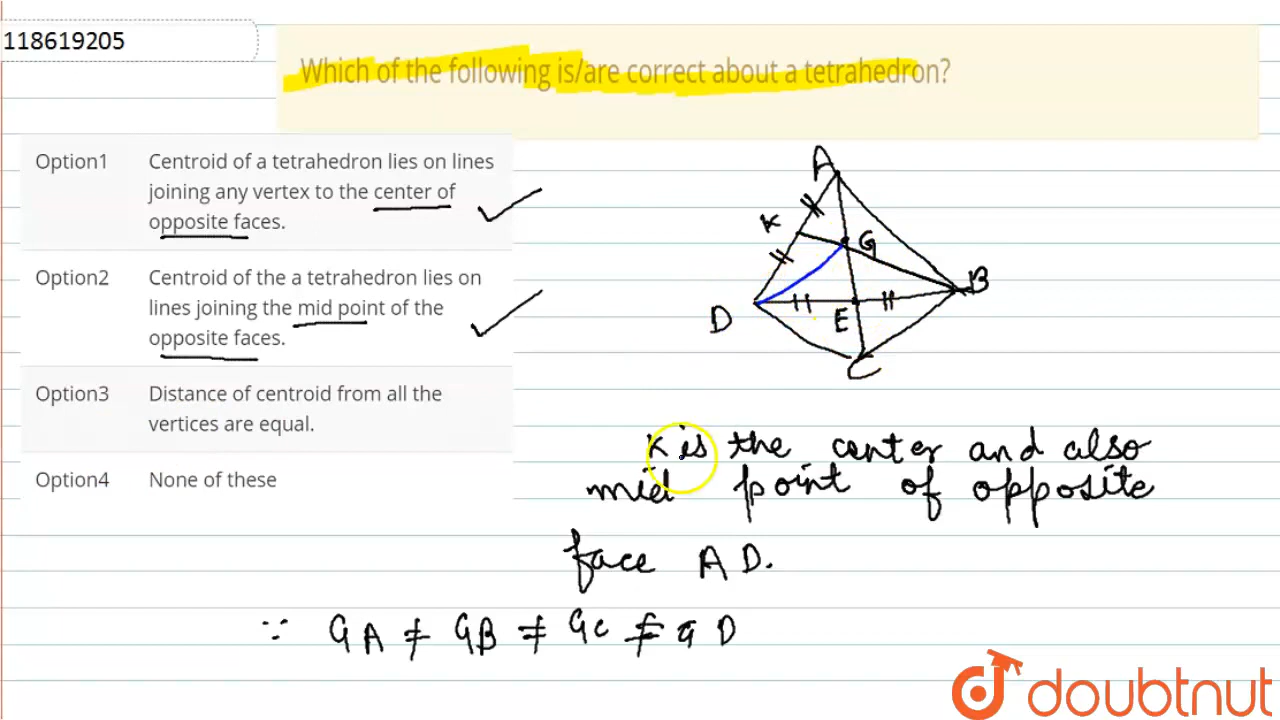 118619205
Which of the following is/are correct about a tetrahedron?
Option1
Centroid of a tetrahedron lies on lines
joining any vertex to the center of
opposite faces.
Option2
Centroid of the a tetrahedron lies on
lines joining the mid point of the
opposite faces.
Option3
Distance of centroid from all the
vertices are equal.
Option4
None of these
A
K
G
B
D
E
C
K is the center and also
mid point of opposite
face AD.
∵ GA ≠ GB ≠ GC ≠ GD
doubtnut